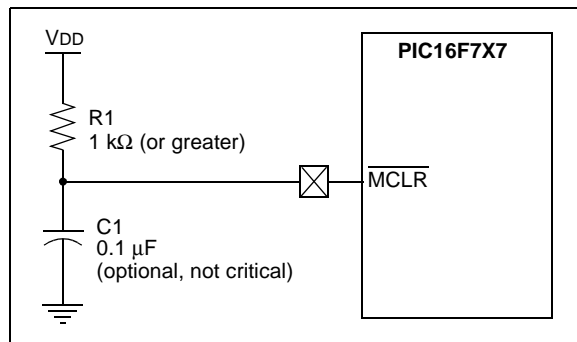 VDD
PIC16F7X7
R1
1 kΩ (or greater)
MCLR
C1
0.1 μF
(optional, not critical)